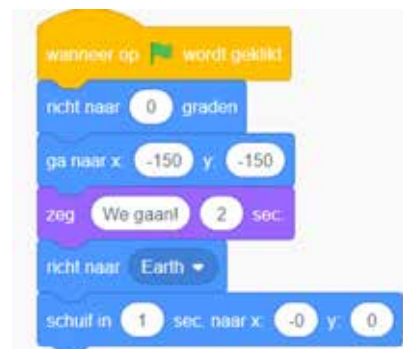 wanneer op wordt geklikt
richt naar 0 graden
ga naar x: -150 y: -150
zeg We gaan! 2 sec.
richt naar Earth
schuif in 1 sec. naar x: -0 y: 0